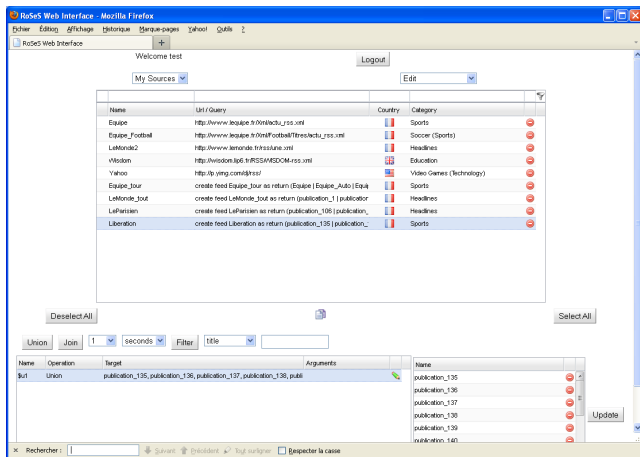 RoSeS Web Interface - Mozilla Firefox
Fichier Édition Affichage Historique Marque-pages Yahoo! Outils ?
RoSeS Web Interface +
Welcome test Logout
My Sources Edit
Name Url / Query Country Category
Equipe http://www.lequipe.fr/Xml/actu_rss.xml Sports
Equipe_Football http://www.lequipe.fr/Xml/Football/Titres/actu_rss.xml Soccer (Sports)
LeMonde2 http://www.lemonde.fr/rss/une.xml Headlines
Wisdom http://wisdom.lip6.fr/RSS/WISDOM-rss.xml Education
Yahoo http://p.yimg.com/dj/rss/ Video Games (Technology)
Equipe_tour create feed Equipe_tour as return (Equipe | Equipe_Auto | Equi Sports
LeMonde_tout create feed LeMonde_tout as return (publication_1 | publication Headlines
LeParisien create feed LeParisien as return (publication_106 | publication_ Headlines
Liberation create feed Liberation as return (publication_135 | publication_ Sports
Deselect All Select All
Union Join 1 seconds Filter title
Name Operation Target Arguments
$u1 Union publication_135, publication_136, publication_137, publication_138, publi
Name
publication_135
publication_136
publication_137
publication_138
publication_139
publication_140
Update
× Rechercher : Suivant Précédent Tout surligner Respecter la casse